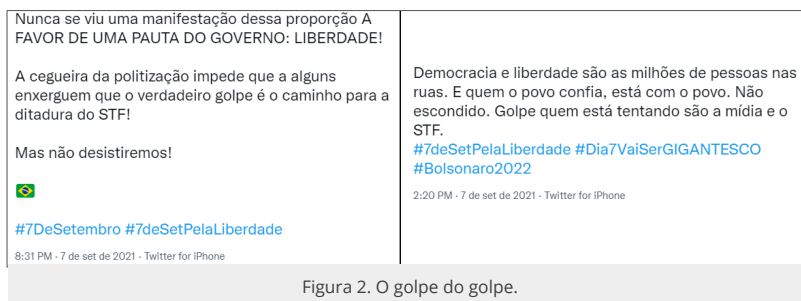 Nunca se viu uma manifestação dessa proporção A
FAVOR DE UMA PAUTA DO GOVERNO: LIBERDADE!
A cegueira da politização impede que a alguns
enxerguem que o verdadeiro golpe é o caminho para a
ditadura do STF!
Mas não desistiremos!
#7DeSetembro #7deSetPelaLiberdade
8:31 PM · 7 de set de 2021 · Twitter for iPhone
Democracia e liberdade são as milhões de pessoas nas
ruas. E quem o povo confia, está com o povo. Não
escondido. Golpe quem está tentando são a mídia e o
STF.
#7deSetPelaLiberdade #Dia7VaiSerGIGANTESCO
#Bolsonaro2022
2:20 PM · 7 de set de 2021 · Twitter for iPhone
Figura 2. O golpe do golpe.